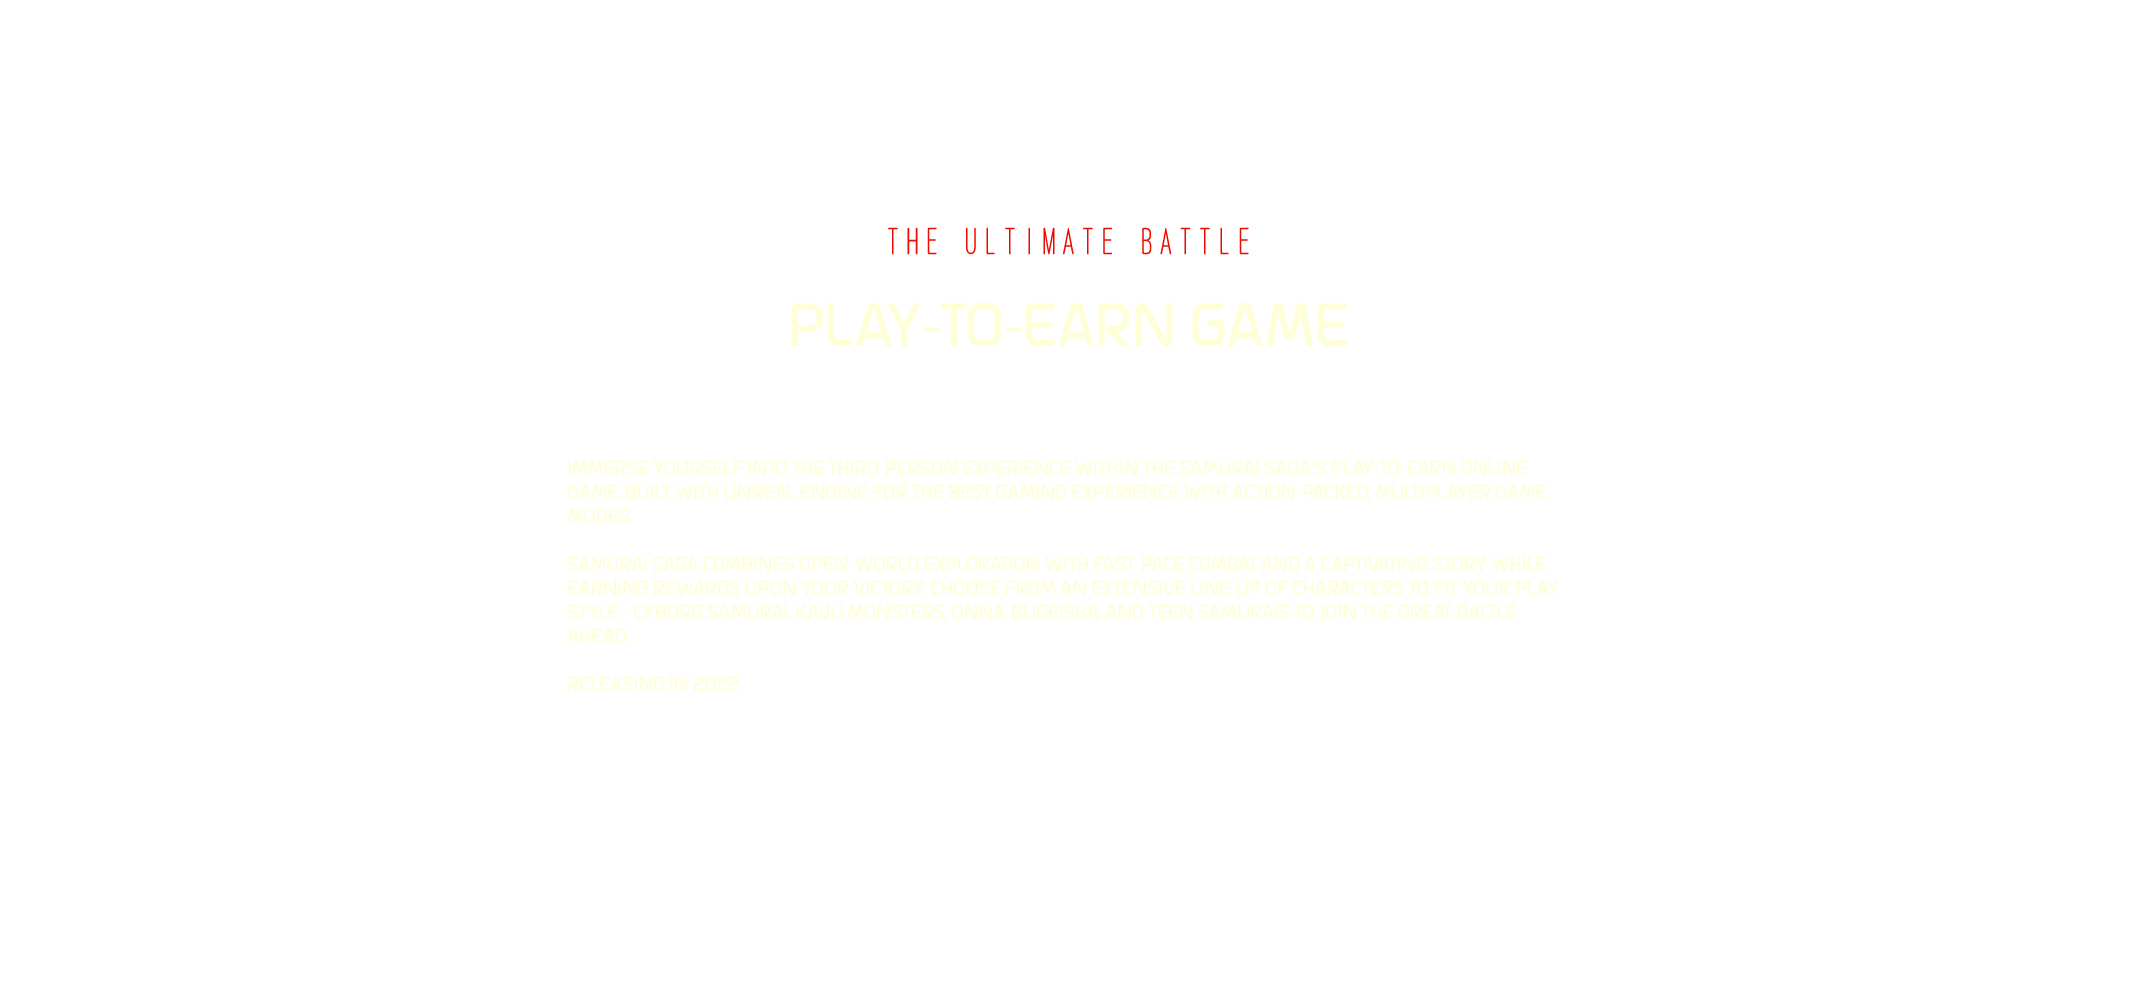 THE ULTIMATE BATTLE
PLAY-TO-EARN GAME
IMMERSE YOURSELF INTO THE THIRD-PERSON EXPERIENCE WITHIN THE SAMURAI SAGA'S PLAY-TO-EARN ONLINE
GAME. BUILT WITH UNREAL ENGINE FOR THE BEST GAMING EXPERIENCE WITH ACTION-PACKED, MULTIPLAYER GAME
MODES.
SAMURAI SAGA COMBINES OPEN-WORLD EXPLORATION WITH FAST-PACE COMBAT AND A CAPTIVATING STORY WHILE
EARNING REWARDS UPON YOUR VICTORY. CHOOSE FROM AN EXTENSIVE LINE-UP OF CHARACTERS TO FIT YOUR PLAY
STYLE - CYBORG SAMURAI, KAIJU MONSTERS, ONNA-BUGEISHA, AND TEEN SAMURAIS TO JOIN THE GREAT BATTLE
AHEAD.
RELEASING IN 2022